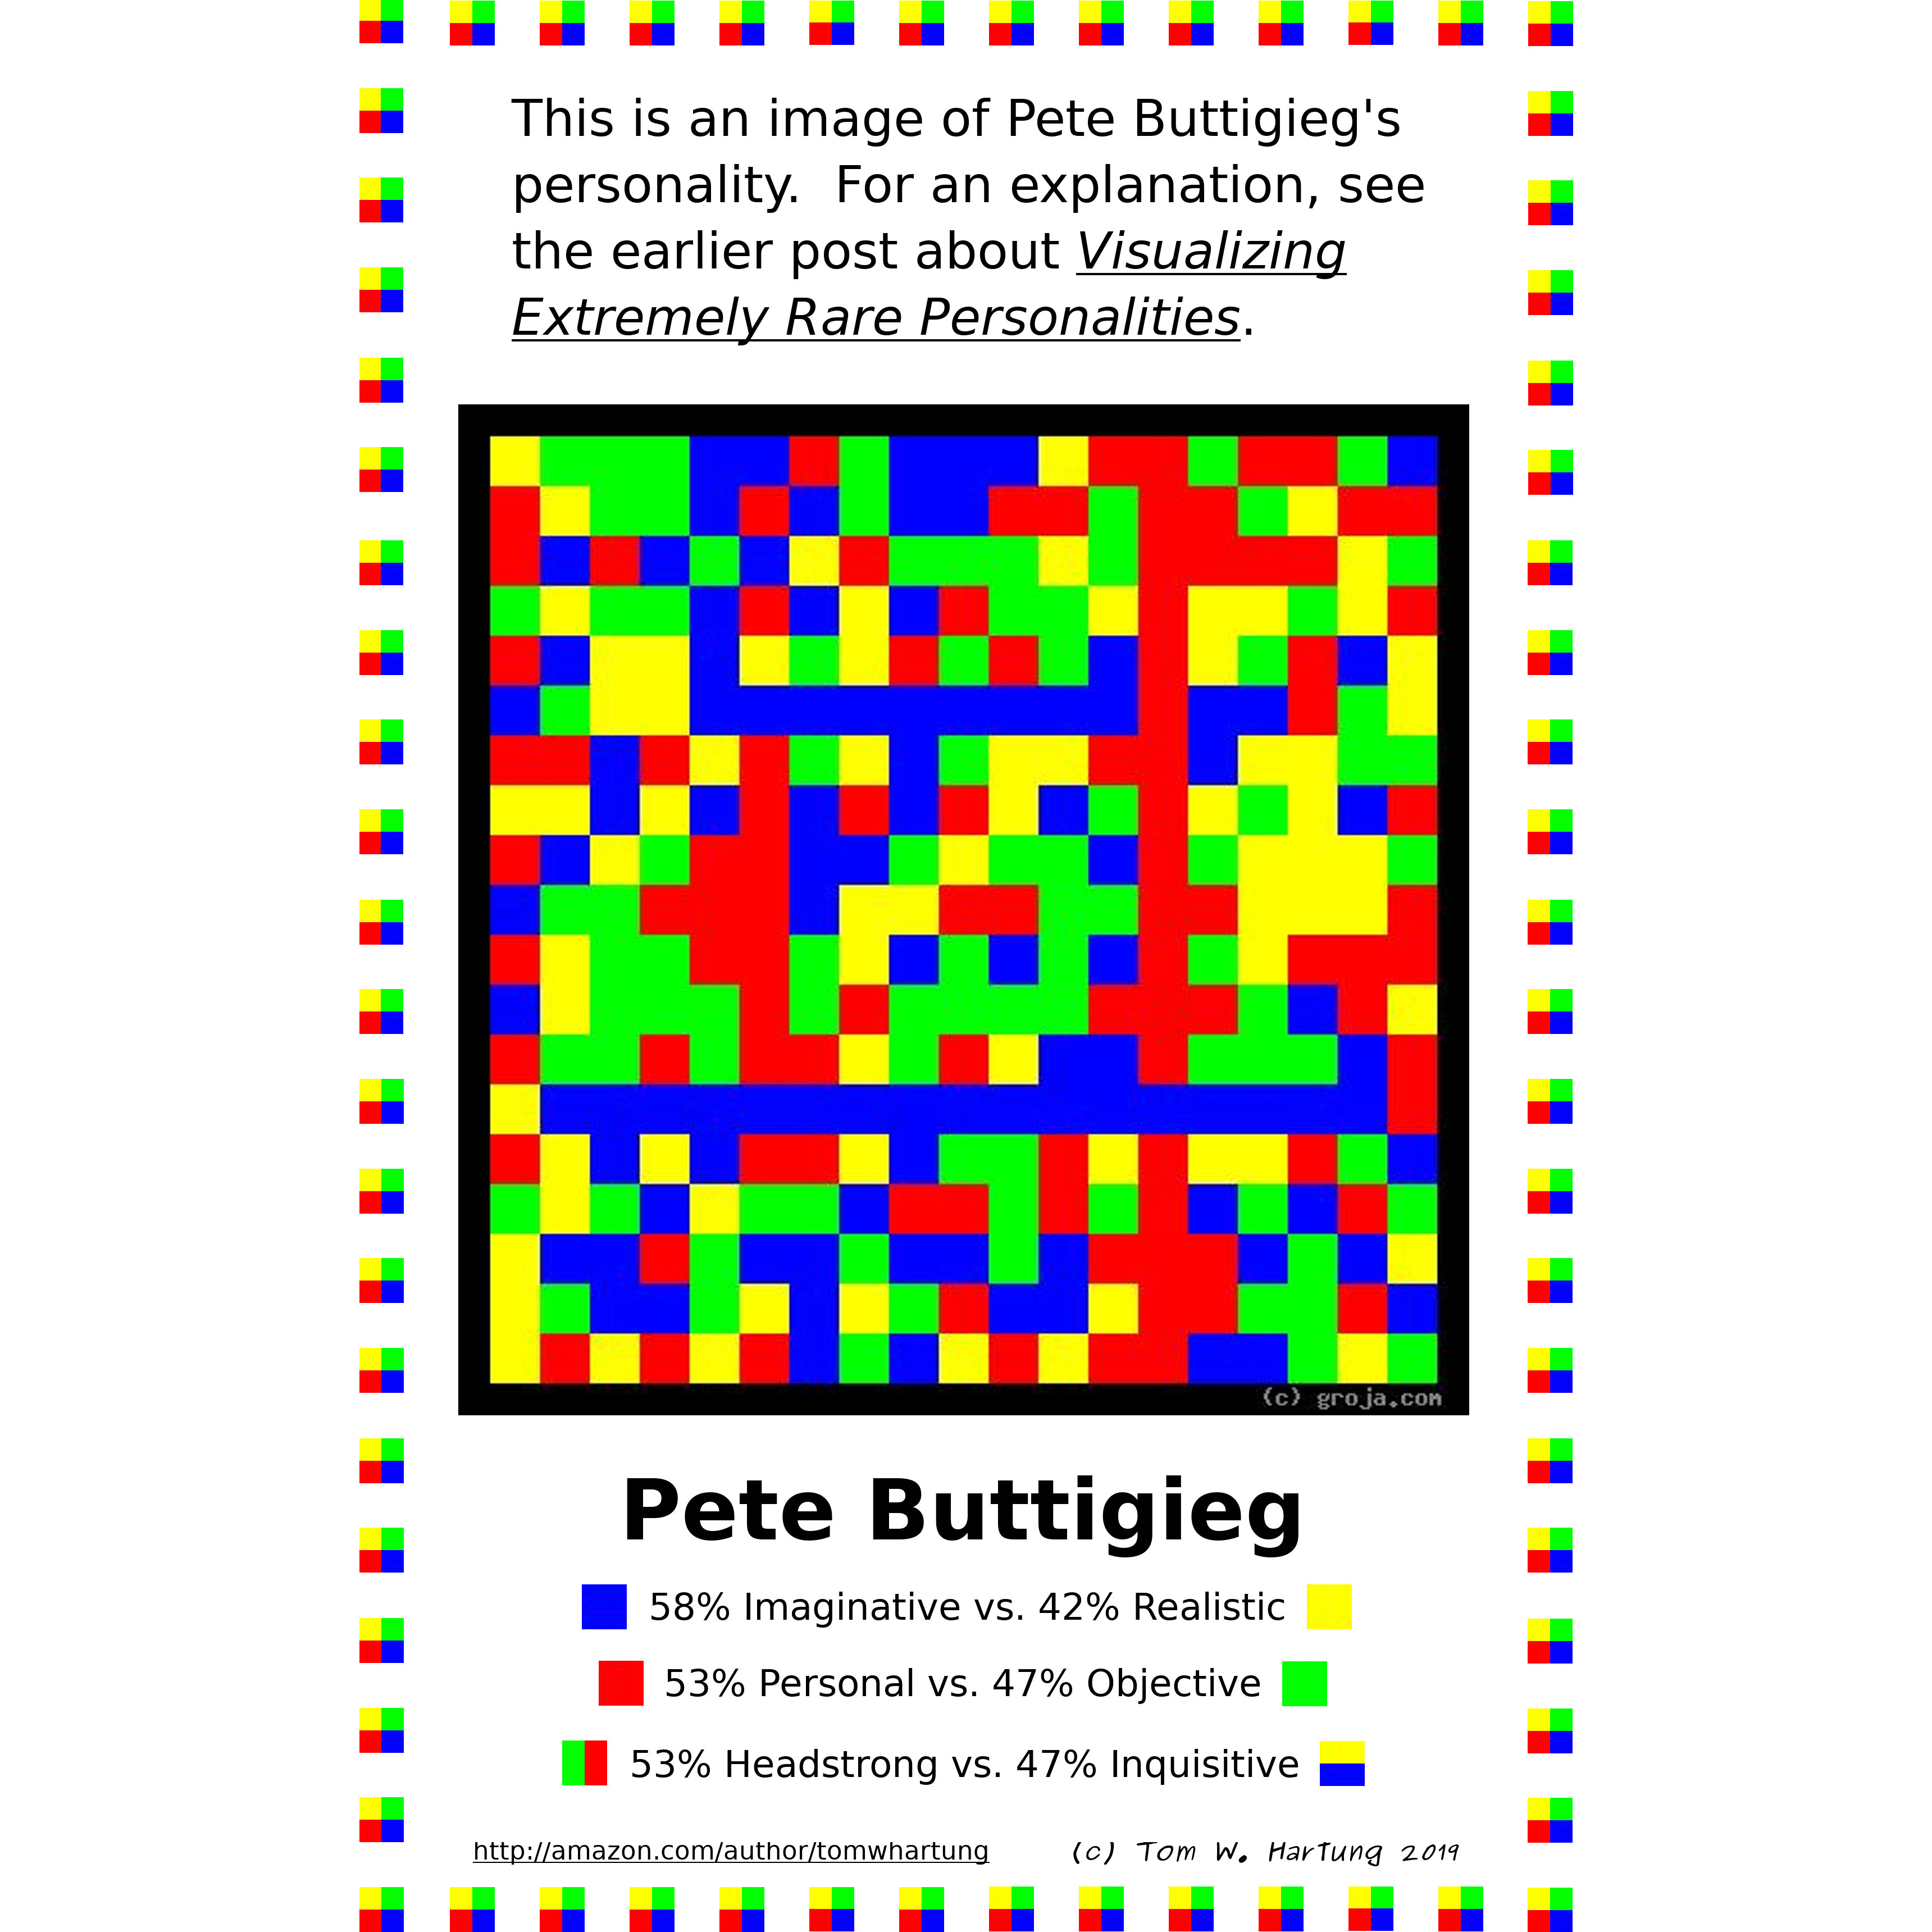 This is an image of Pete Buttigieg's
personality.  For an explanation, see
the earlier post about Visualizing
Extremely Rare Personalities.
(c) groja.com
Pete Buttigieg
58% Imaginative vs. 42% Realistic
53% Personal vs. 47% Objective
53% Headstrong vs. 47% Inquisitive
http://amazon.com/author/tomwhartung (c) Tom W. Hartung 2019